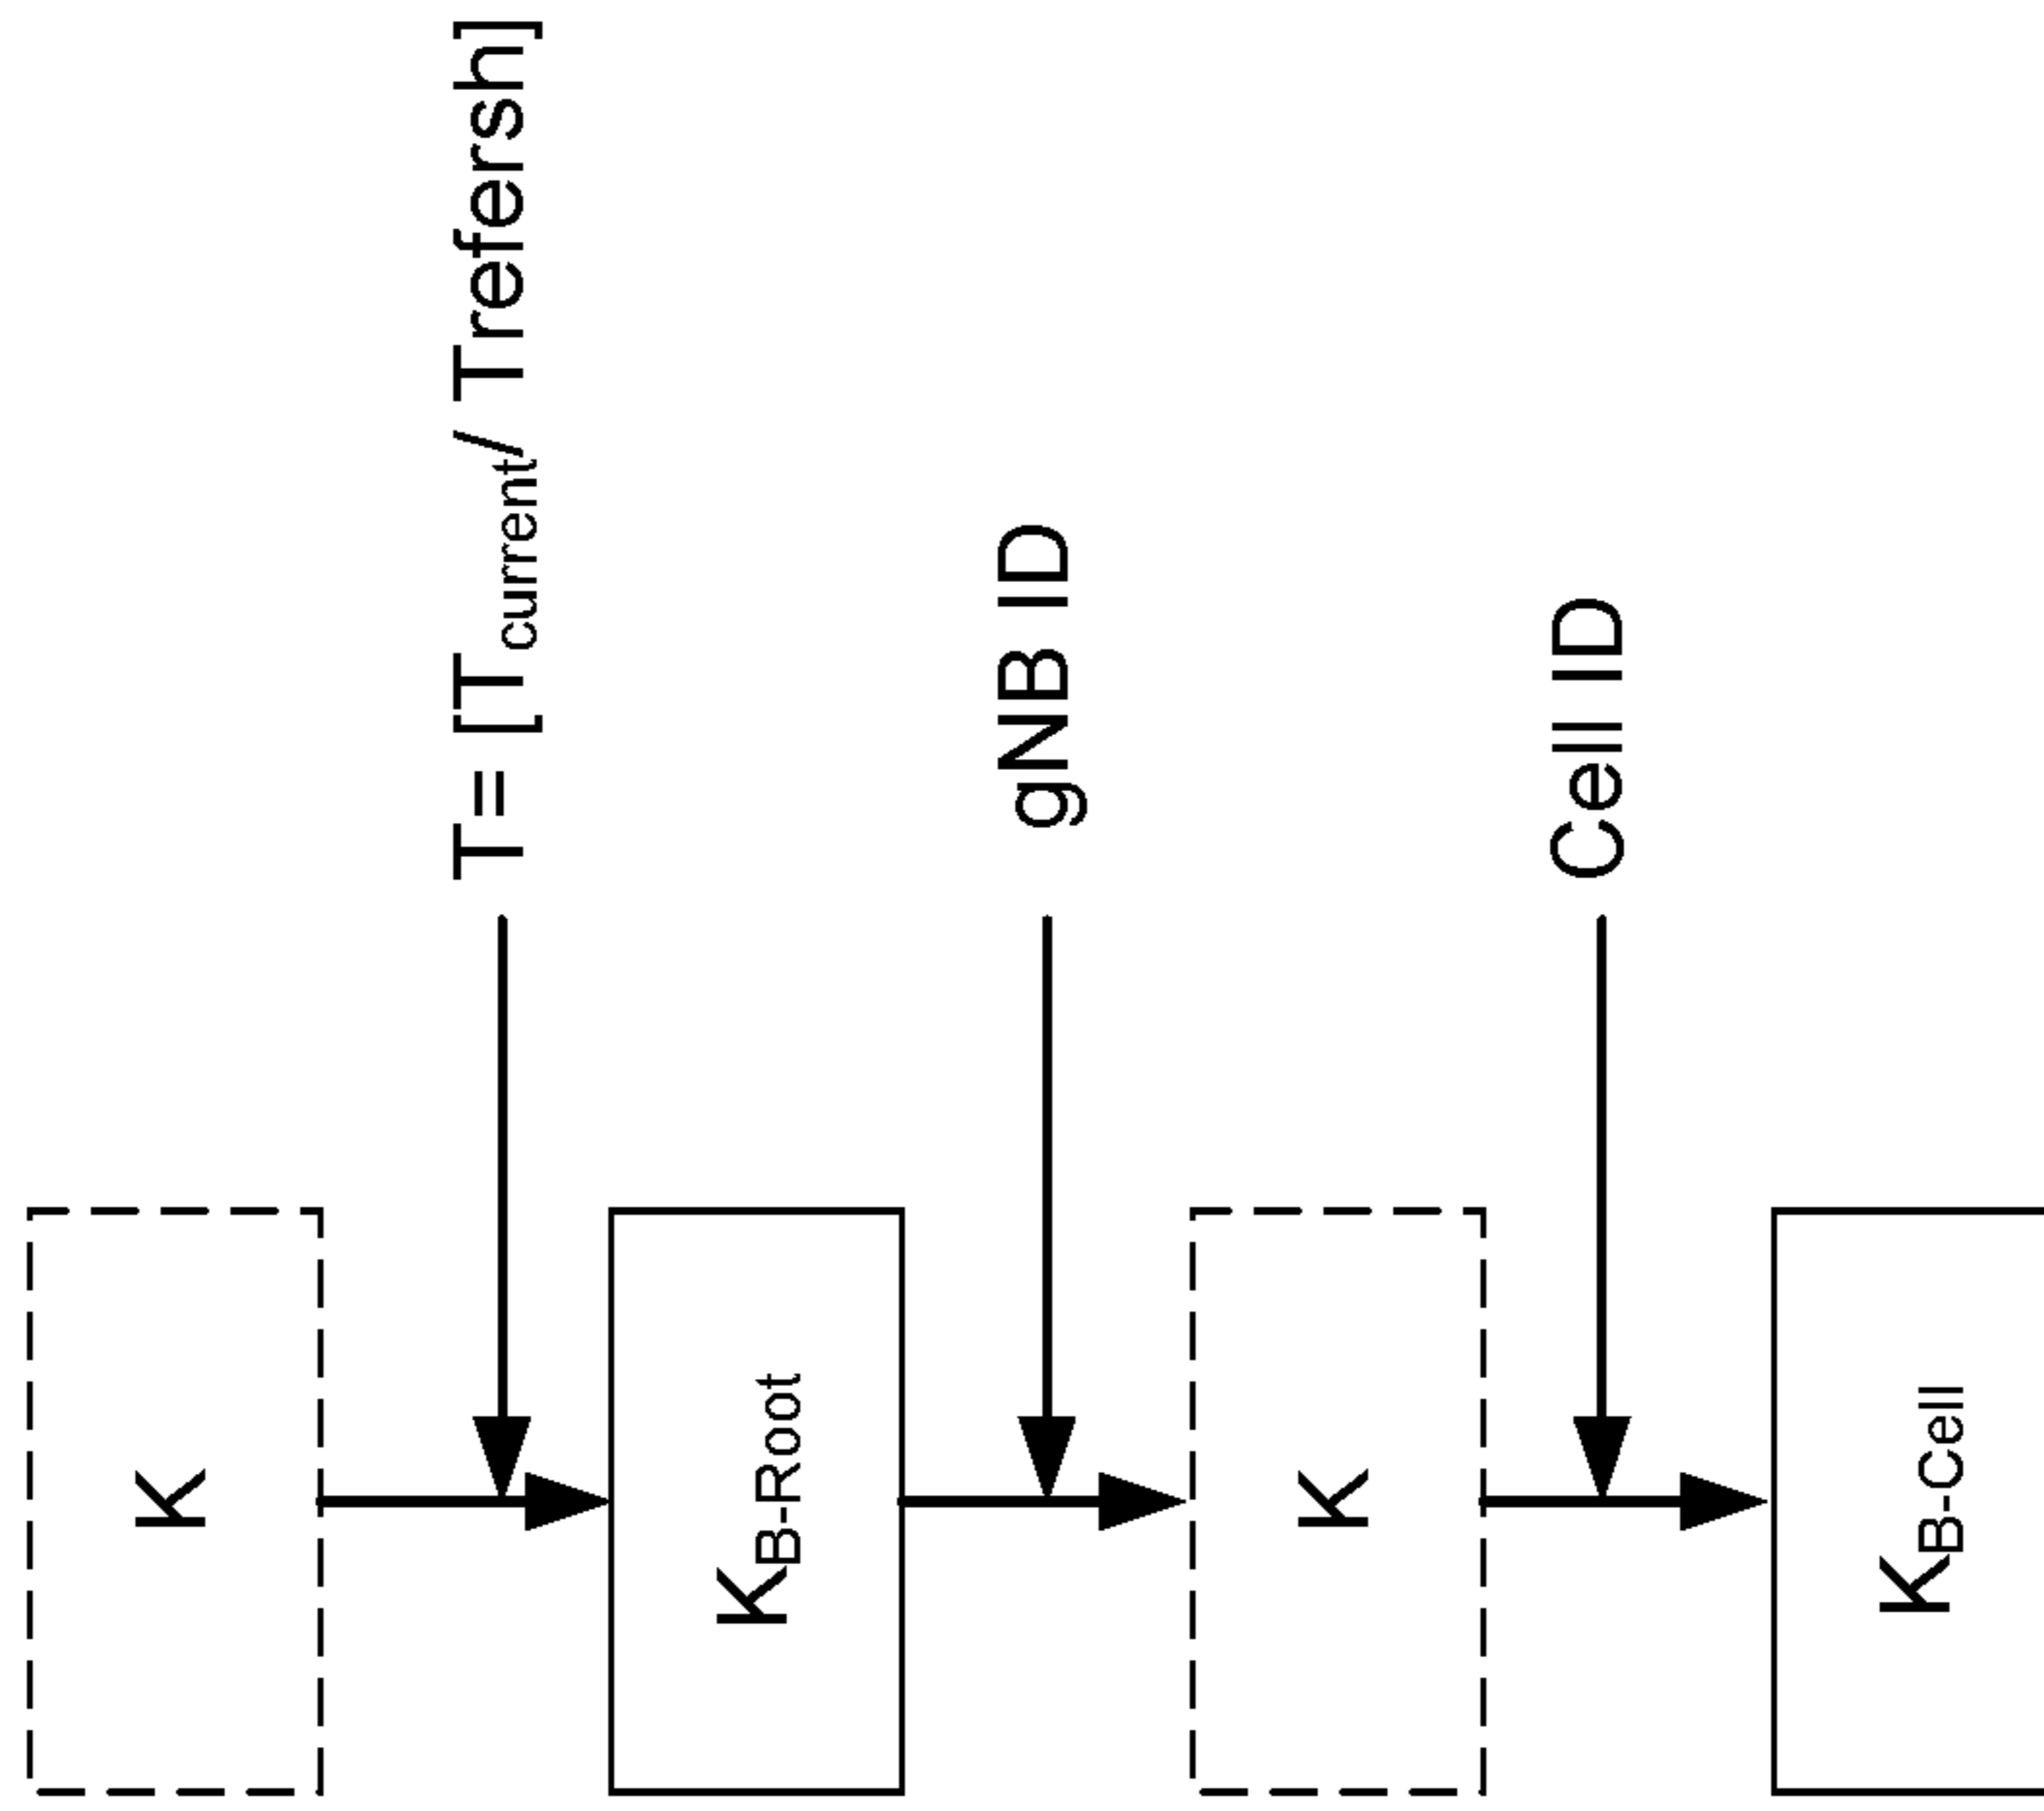 K
T= [Tcurrent/ Trefersh]
KB-Root
gNB ID
K
Cell ID
KB-Cell